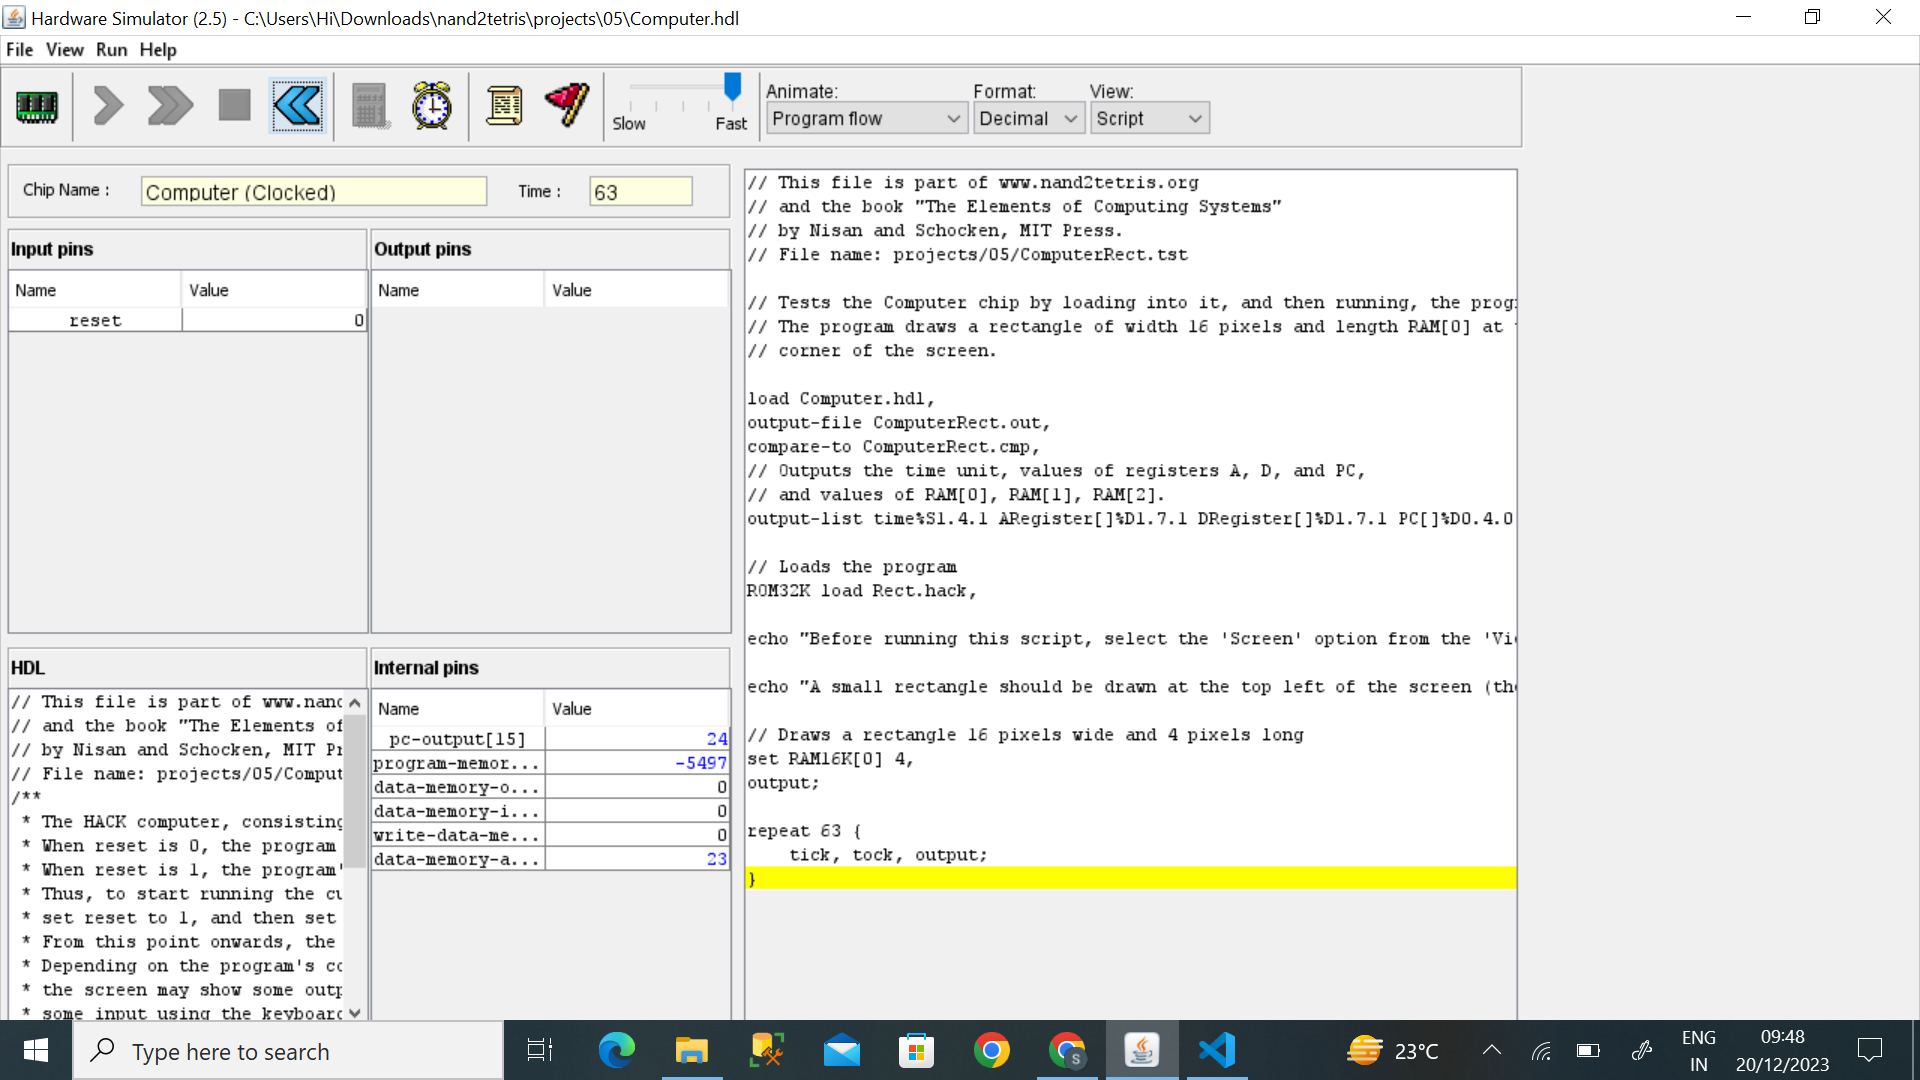 Hardware Simulator (2.5) - C:\Users\Hi\Downloads\nand2tetris\projects\05\Computer.hdl
File View Run Help
Slow Fast
Animate: Format: View:
Program flow Decimal Script
Chip Name : Computer (Clocked) Time : 63
Input pins
Name Value
reset 0
Output pins
Name Value
HDL
// This file is part of www.nand
// and the book "The Elements of
// by Nisan and Schocken, MIT Pr
// File name: projects/05/Comput
/**
* The HACK computer, consisting
* When reset is 0, the program
* When reset is 1, the program'
* Thus, to start running the cu
* set reset to 1, and then set
* From this point onwards, the
* Depending on the program's co
* the screen may show some outp
* some input using the keyboard
Internal pins
Name Value
pc-output[15] 24
program-memor... -5497
data-memory-o... 0
data-memory-i... 0
write-data-me... 0
data-memory-a... 23
// This file is part of www.nand2tetris.org
// and the book "The Elements of Computing Systems"
// by Nisan and Schocken, MIT Press.
// File name: projects/05/ComputerRect.tst
// Tests the Computer chip by loading into it, and then running, the prog
// The program draws a rectangle of width 16 pixels and length RAM[0] at
// corner of the screen.
load Computer.hdl,
output-file ComputerRect.out,
compare-to ComputerRect.cmp,
// Outputs the time unit, values of registers A, D, and PC,
// and values of RAM[0], RAM[1], RAM[2].
output-list time%S1.4.1 ARegister[]%D1.7.1 DRegister[]%D1.7.1 PC[]%D0.4.0
// Loads the program
ROM32K load Rect.hack,
echo "Before running this script, select the 'Screen' option from the 'Vi
echo "A small rectangle should be drawn at the top left of the screen (th
// Draws a rectangle 16 pixels wide and 4 pixels long
set RAM16K[0] 4,
output;
repeat 63 {
tick, tock, output;
}
Type here to search
S
23°C
ENG
IN
09:48
20/12/2023